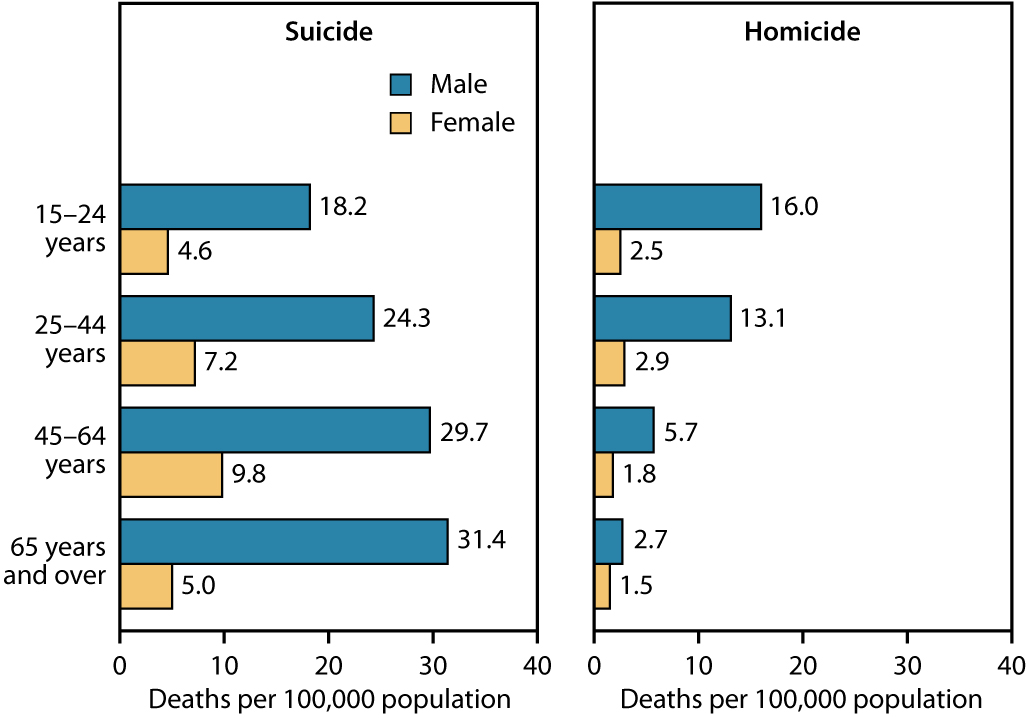 Suicide
Male
Female
15–24
years
18.2
4.6
25–44
years
24.3
7.2
45–64
years
29.7
9.8
65 years
and over
31.4
5.0
0 10 20 30 40
Deaths per 100,000 population
Homicide
16.0
2.5
13.1
2.9
5.7
1.8
2.7
1.5
0 10 20 30 40
Deaths per 100,000 population